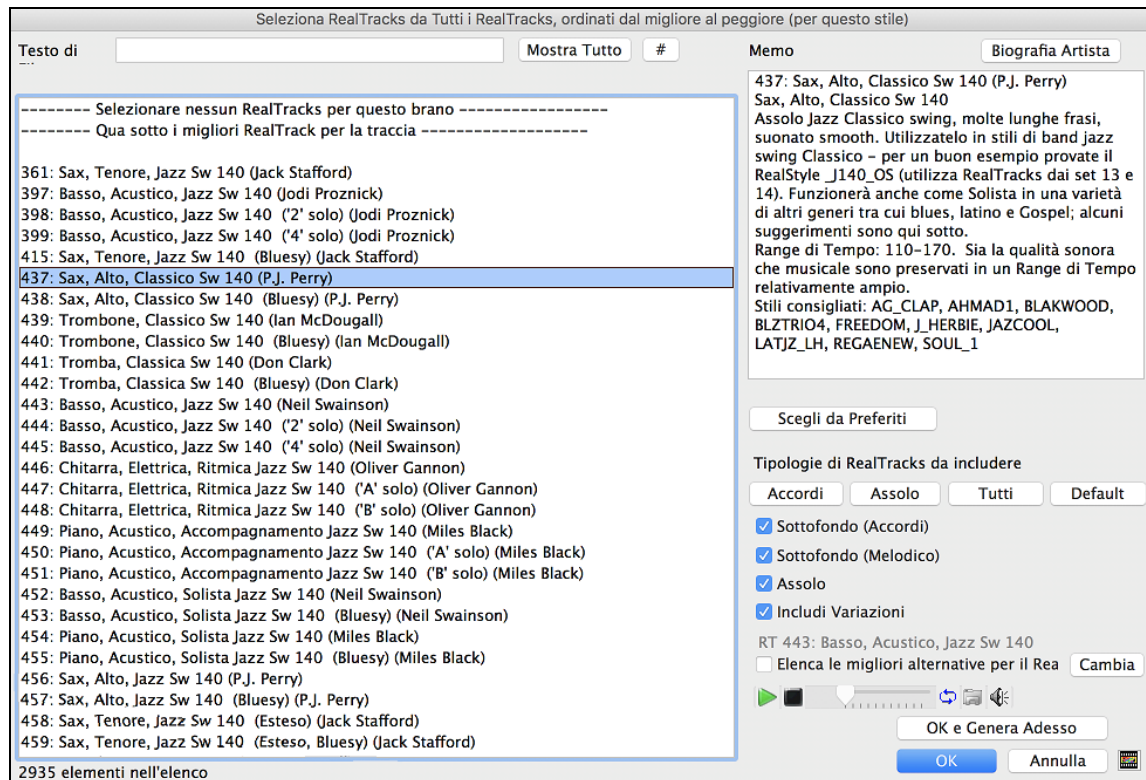 Seleziona RealTracks da Tutti i RealTracks, ordinati dal migliore al peggiore (per questo stile)
Testo di
Mostra Tutto
#
-------- Selezionare nessun RealTracks per questo brano -----------------
-------- Qua sotto i migliori RealTrack per la traccia -------------------
361: Sax, Tenore, Jazz Sw 140 (Jack Stafford)
397: Basso, Acustico, Jazz Sw 140 (Jodi Proznick)
398: Basso, Acustico, Jazz Sw 140 ('2' solo) (Jodi Proznick)
399: Basso, Acustico, Jazz Sw 140 ('4' solo) (Jodi Proznick)
415: Sax, Tenore, Jazz Sw 140 (Bluesy) (Jack Stafford)
437: Sax, Alto, Classico Sw 140 (P.J. Perry)
438: Sax, Alto, Classico Sw 140 (Bluesy) (P.J. Perry)
439: Trombone, Classico Sw 140 (Ian McDougall)
440: Trombone, Classico Sw 140 (Bluesy) (Ian McDougall)
441: Tromba, Classica Sw 140 (Don Clark)
442: Tromba, Classica Sw 140 (Bluesy) (Don Clark)
443: Basso, Acustico, Jazz Sw 140 (Neil Swainson)
444: Basso, Acustico, Jazz Sw 140 ('2' solo) (Neil Swainson)
445: Basso, Acustico, Jazz Sw 140 ('4' solo) (Neil Swainson)
446: Chitarra, Elettrica, Ritmica Jazz Sw 140 (Oliver Gannon)
447: Chitarra, Elettrica, Ritmica Jazz Sw 140 ('A' solo) (Oliver Gannon)
448: Chitarra, Elettrica, Ritmica Jazz Sw 140 ('B' solo) (Oliver Gannon)
449: Piano, Acustico, Accompagnamento Jazz Sw 140 (Miles Black)
450: Piano, Acustico, Accompagnamento Jazz Sw 140 ('A' solo) (Miles Black)
451: Piano, Acustico, Accompagnamento Jazz Sw 140 ('B' solo) (Miles Black)
452: Basso, Acustico, Solista Jazz Sw 140 (Neil Swainson)
453: Basso, Acustico, Solista Jazz Sw 140 (Bluesy) (Neil Swainson)
454: Piano, Acustico, Solista Jazz Sw 140 (Miles Black)
455: Piano, Acustico, Solista Jazz Sw 140 (Bluesy) (Miles Black)
456: Sax, Alto, Jazz Sw 140 (P.J. Perry)
457: Sax, Alto, Jazz Sw 140 (Bluesy) (P.J. Perry)
458: Sax, Tenore, Jazz Sw 140 (Esteso) (Jack Stafford)
459: Sax, Tenore, Jazz Sw 140 (Esteso, Bluesy) (Jack Stafford)
2935 elementi nell'elenco
Memo
Biografia Artista
437: Sax, Alto, Classico Sw 140 (P.J. Perry)
Sax, Alto, Classico Sw 140
Assolo Jazz Classico swing, molte lunghe frasi,
suonato smooth. Utilizzatelo in stili di band jazz
swing Classico – per un buon esempio provate il
RealStyle _J140_OS (utilizza RealTracks dai set 13 e
14). Funzionerà anche come Solista in una varietà
di altri generi tra cui blues, latino e Gospel; alcuni
suggerimenti sono qui sotto.
Range di Tempo: 110–170. Sia la qualità sonora
che musicale sono preservati in un Range di Tempo
relativamente ampio.
Stili consigliati: AG_CLAP, AHMAD1, BLAKWOOD,
BLZTRIO4, FREEDOM, J_HERBIE, JAZCOOL,
LATJZ_LH, REGAENEW, SOUL_1
Scegli da Preferiti
Tipologie di RealTracks da includere
Accordi
Assolo
Tutti
Default
Sottofondo (Accordi)
Sottofondo (Melodico)
Assolo
Includi Variazioni
RT 443: Basso, Acustico, Jazz Sw 140
Elenca le migliori alternative per il Rea
Cambia
OK e Genera Adesso
OK
Annulla